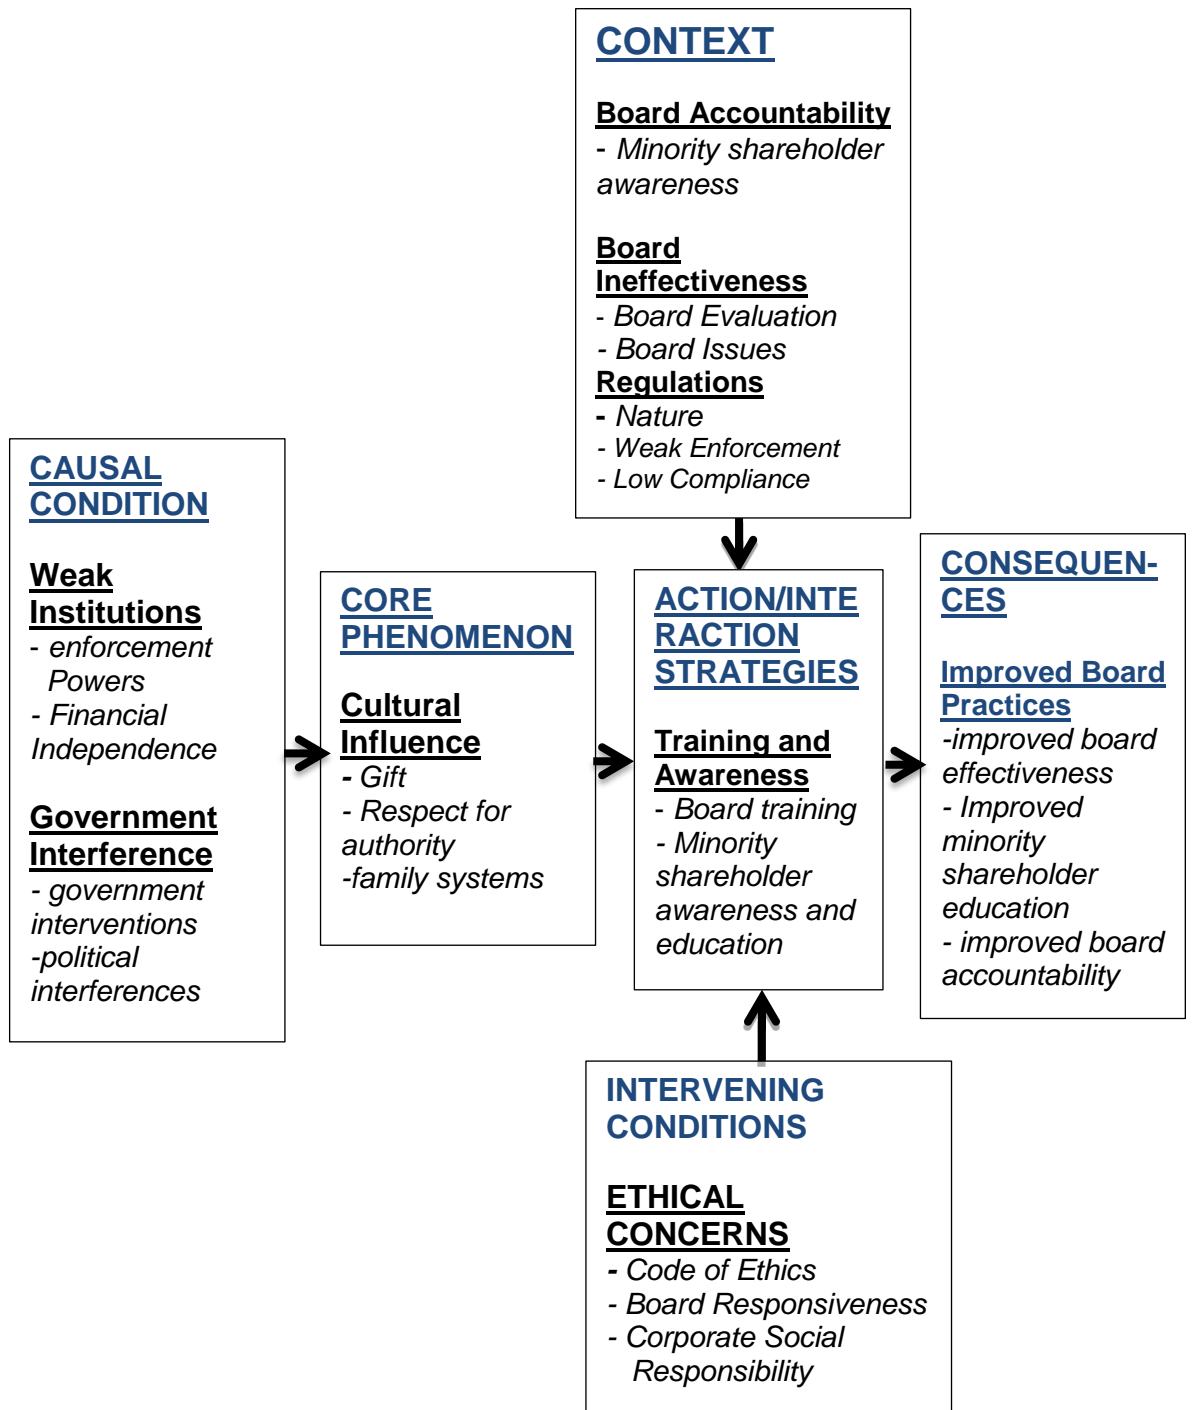 CONTEXT
Board Accountability
- Minority shareholder
awareness
Board
Ineffectiveness
- Board Evaluation
- Board Issues
Regulations
- Nature
- Weak Enforcement
- Low Compliance
CAUSAL
CONDITION
Weak
Institutions
- enforcement
Powers
- Financial
Independence
Government
Interference
- government
interventions
-political
interferences
CORE
PHENOMENON
Cultural
Influence
- Gift
- Respect for
authority
-family systems
ACTION/INTE
RACTION
STRATEGIES
Training and
Awareness
- Board training
- Minority
shareholder
awareness and
education
CONSEQUEN-
CES
Improved Board
Practices
-improved board
effectiveness
- Improved
minority
shareholder
education
- improved board
accountability
INTERVENING
CONDITIONS
ETHICAL
CONCERNS
- Code of Ethics
- Board Responsiveness
- Corporate Social
Responsibility